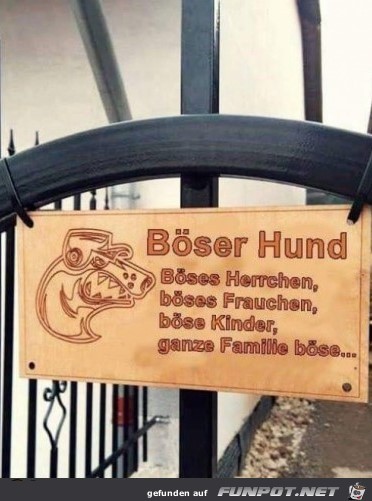 Böser Hund
Böses Herrchen,
böses Frauchen,
böse Kinder,
ganze Familie böse...
gefunden auf FUNPOT.NET